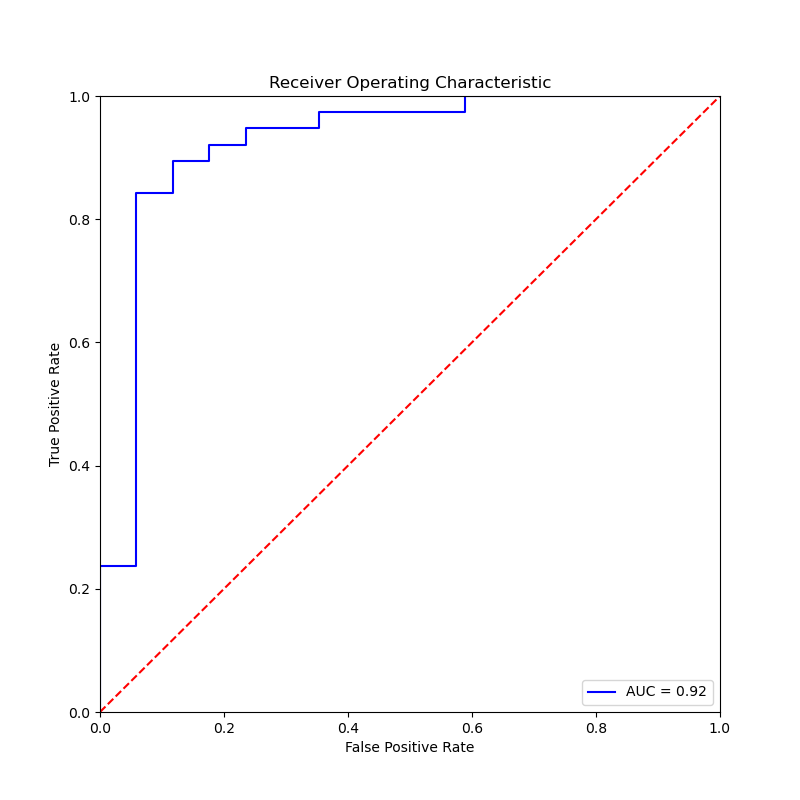 Receiver Operating Characteristic
1.0
0.8
0.6
0.4
0.2
0.0
True Positive Rate
AUC = 0.92
0.0 0.2 0.4 0.6 0.8 1.0
False Positive Rate